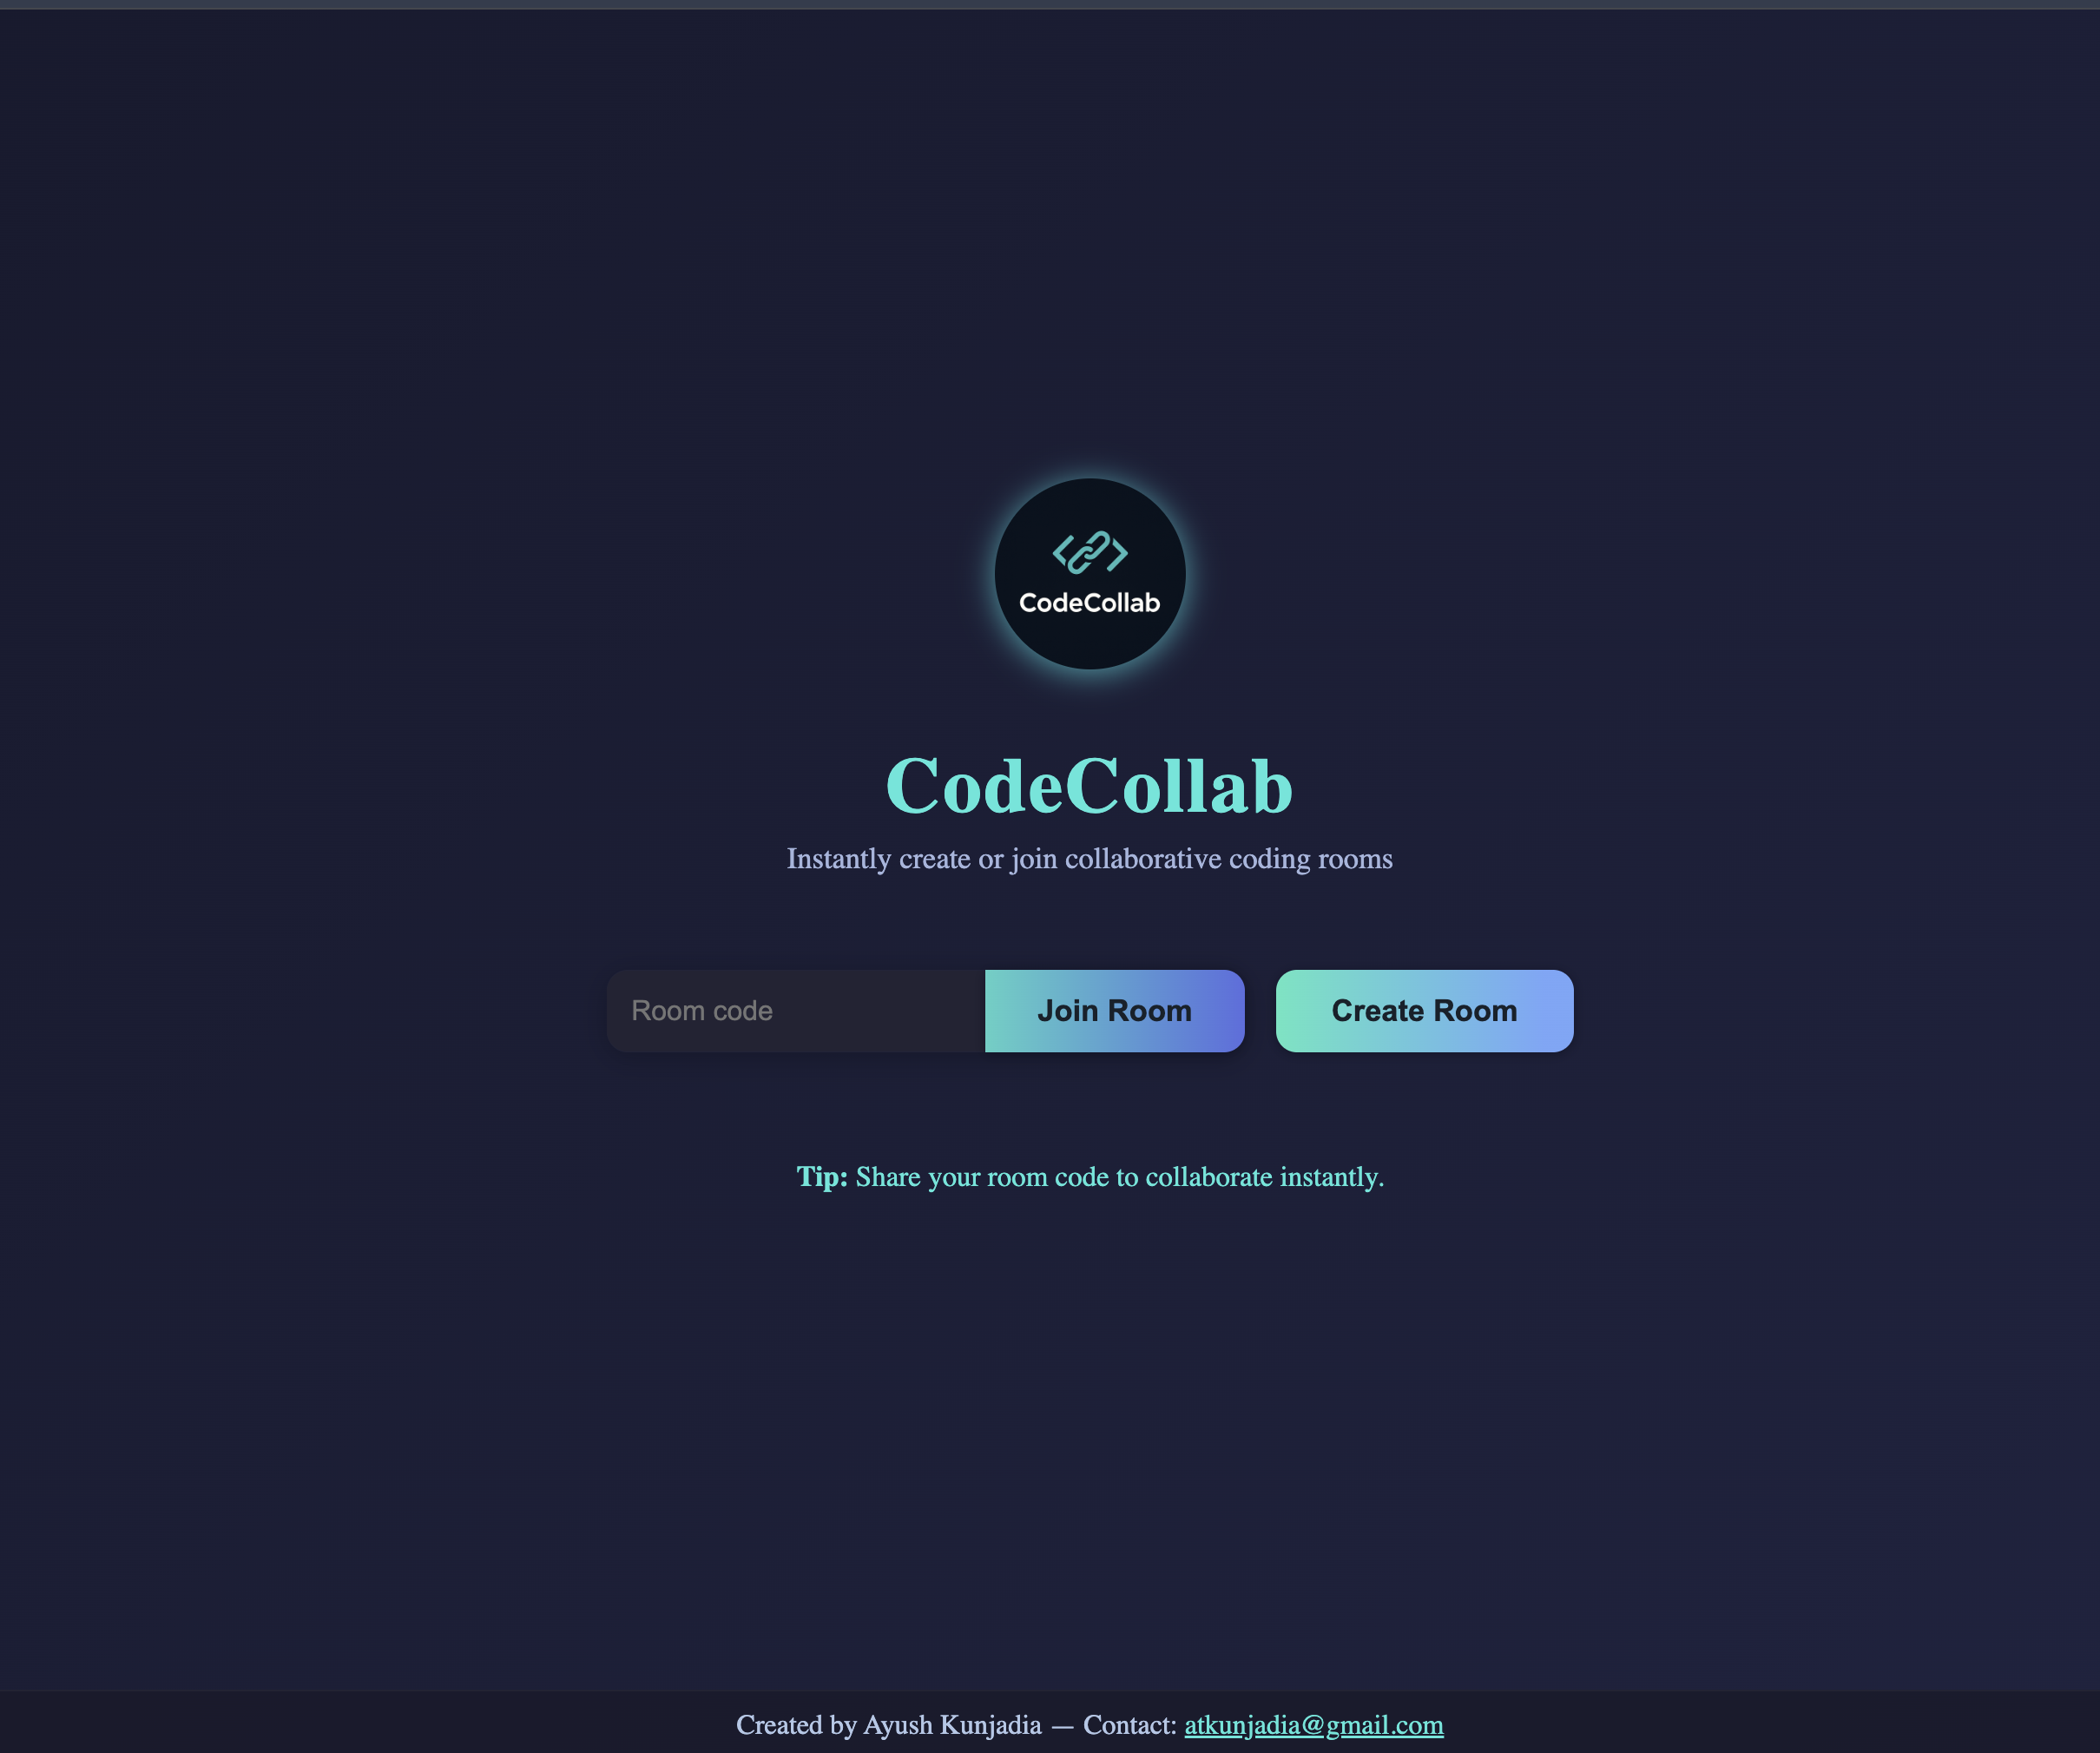 CodeCollab
CodeCollab
Instantly create or join collaborative coding rooms
Room code
Join Room
Create Room
Tip: Share your room code to collaborate instantly.
Created by Ayush Kunjadia — Contact: atkunjadia@gmail.com